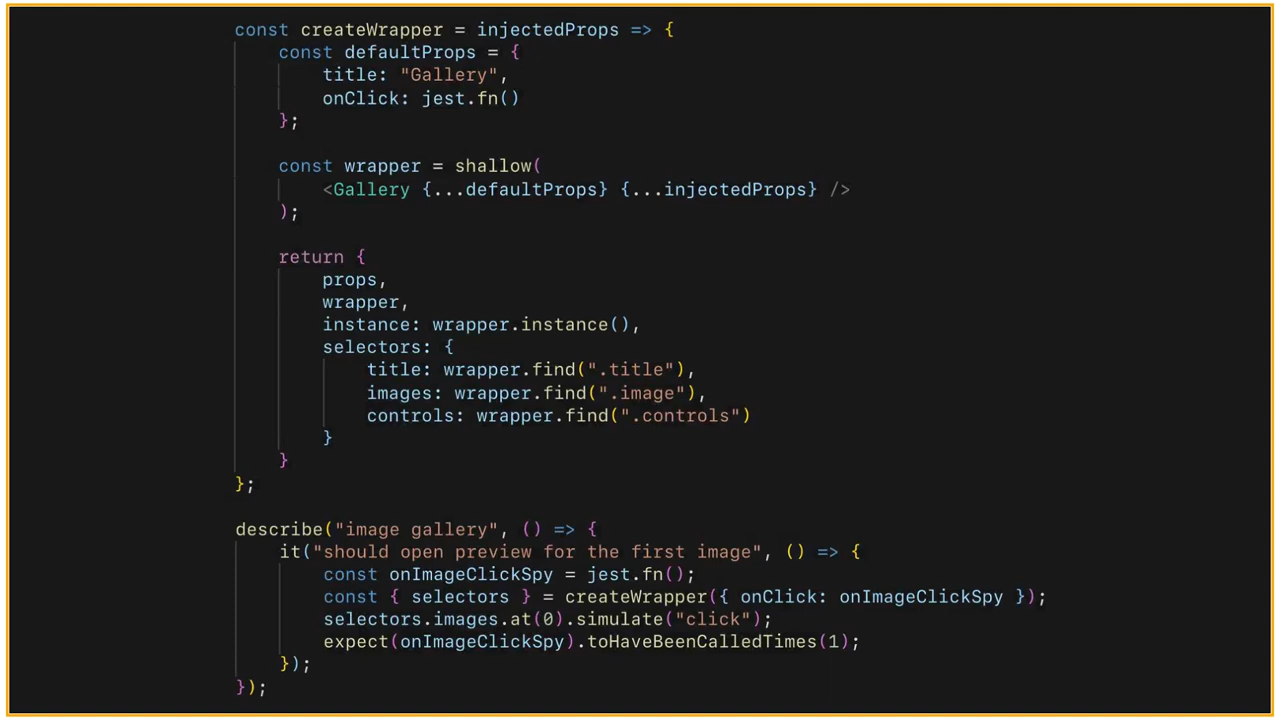 const createWrapper = injectedProps => {
    const defaultProps = {
        title: "Gallery",
        onClick: jest.fn()
    };
    const wrapper = shallow(
        <Gallery {...defaultProps} {...injectedProps} />
    );
    return {
        props,
        wrapper,
        instance: wrapper.instance(),
        selectors: {
            title: wrapper.find(".title"),
            images: wrapper.find(".image"),
            controls: wrapper.find(".controls")
        }
    }
};
describe("image gallery", () => {
    it("should open preview for the first image", () => {
        const onImageClickSpy = jest.fn();
        const { selectors } = createWrapper({ onClick: onImageClickSpy });
        selectors.images.at(0).simulate("click");
        expect(onImageClickSpy).toHaveBeenCalledTimes(1);
    });
});